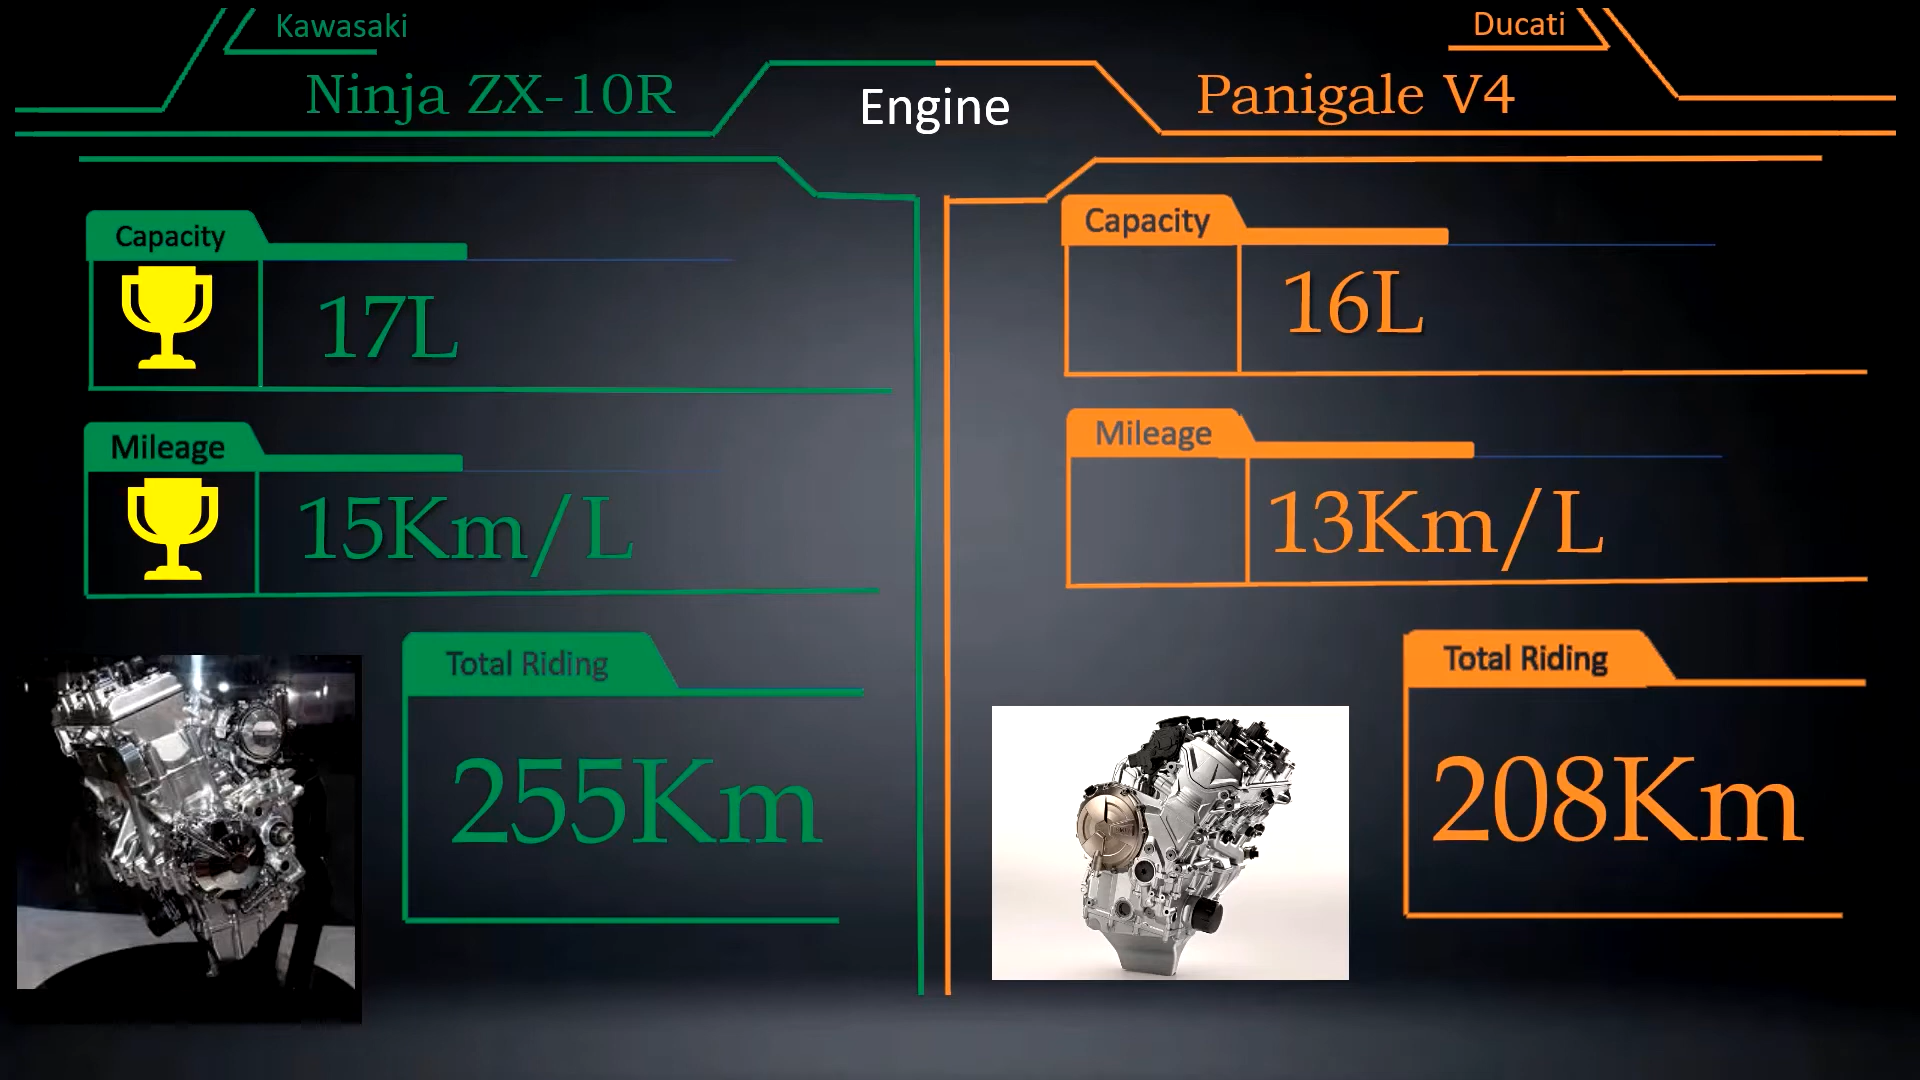 Kawasaki
Ninja ZX-10R
Engine
Ducati
Panigale V4
Capacity
17L
Mileage
15Km/L
Total Riding
255Km
Capacity
16L
Mileage
13Km/L
Total Riding
208Km